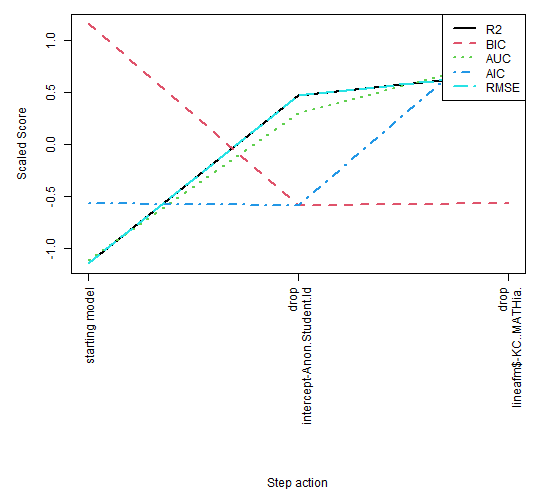 R2
BIC
AUC
AIC
RMSE
Scaled Score
1.0
0.5
0.0
-0.5
-1.0
starting model
drop
intercept-Anon.Student.Id
drop
lineafm$-KC..MATHia.
Step action